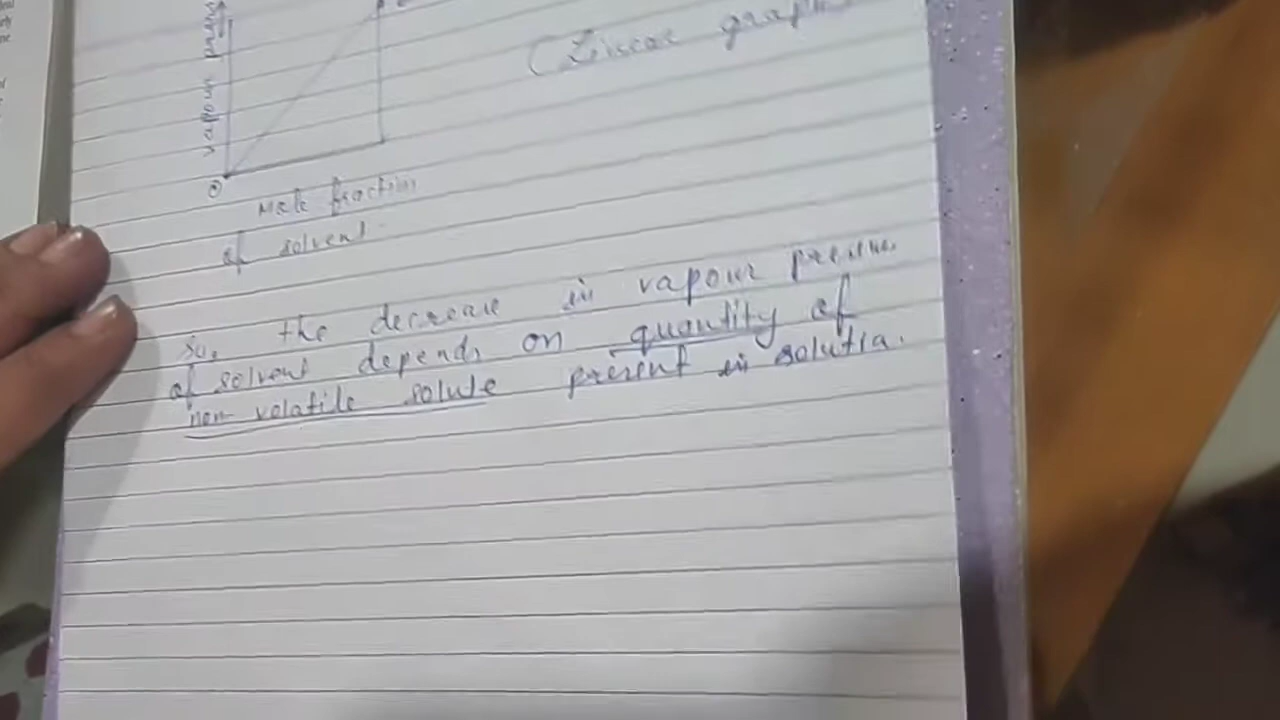 vapour
(Linear graph
0
Mole fraction
of solvent
So, the decrease in vapour pressure
of solvent depends on quantity of
non volatile solute present in solution.